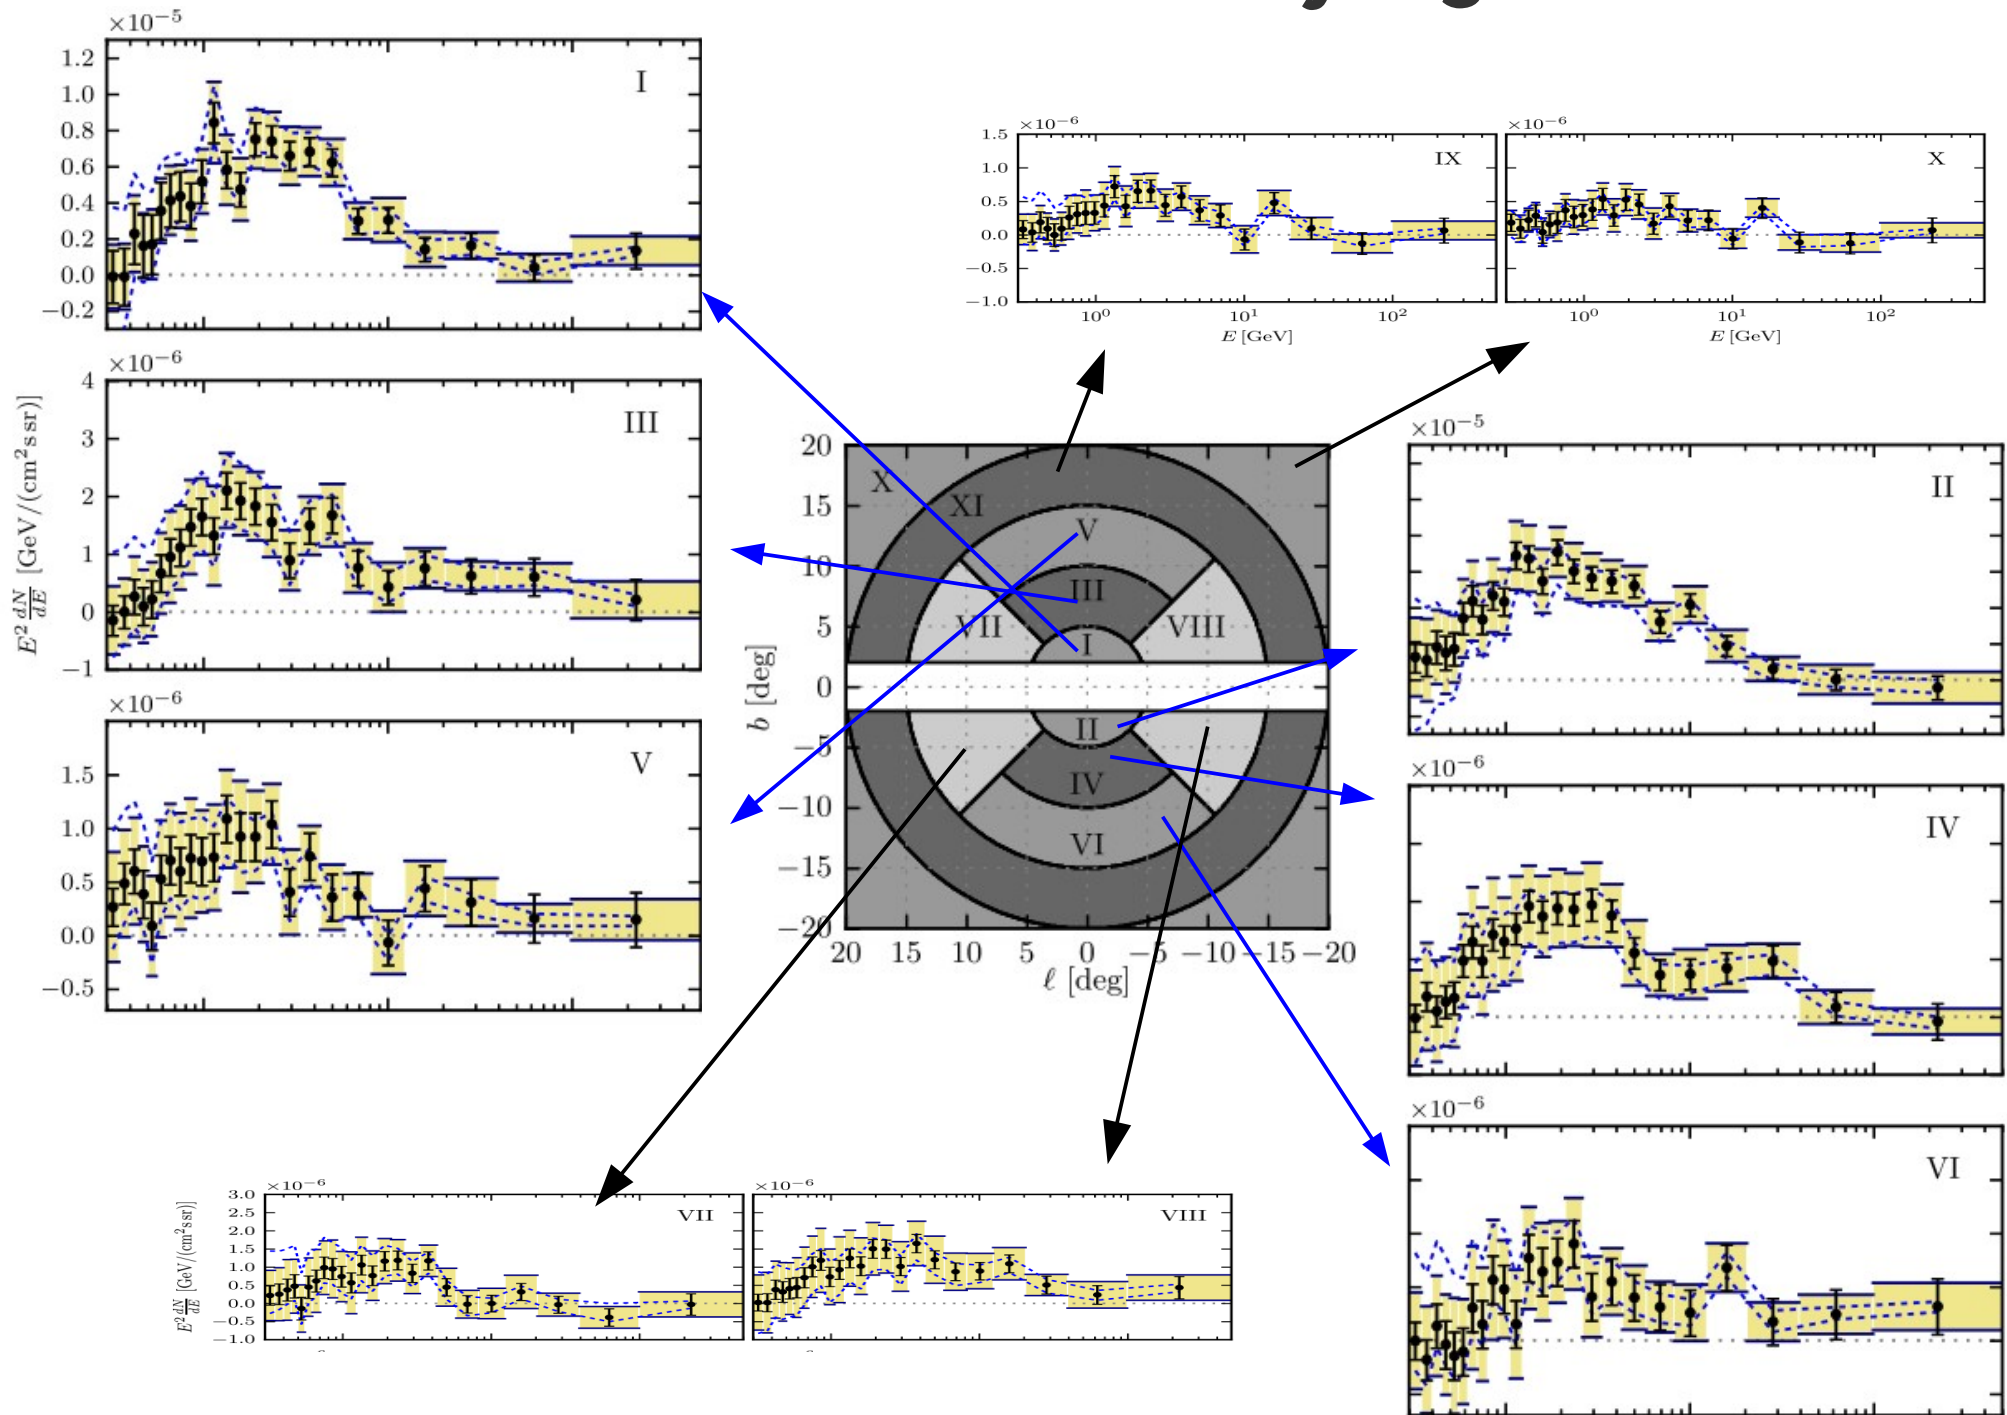 ×10⁻⁵
I
1.2
1.0
0.8
0.6
0.4
0.2
0.0
−0.2
×10⁻⁶
III
4
3
2
1
0
−1
E² dN/dE [GeV/(cm² s sr)]
×10⁻⁶
V
1.5
1.0
0.5
0.0
−0.5
×10⁻⁶
IX
1.5
1.0
0.5
0.0
−0.5
−1.0
10⁰ 10¹ 10²
E [GeV]
×10⁻⁶
X
10⁰ 10¹ 10²
E [GeV]
20
15
10
5
0
−5
−10
−15
−20
b [deg]
X
XI
V
III
VII
VIII
I
II
IV
VI
20 15 10 5 0 −5 −10 −15 −20
ℓ [deg]
×10⁻⁵
II
×10⁻⁶
IV
×10⁻⁶
VI
×10⁻⁶
VII
3.0
2.5
2.0
1.5
1.0
0.5
0.0
−0.5
−1.0
E² dN/dE [GeV/(cm² s sr)]
×10⁻⁶
VIII